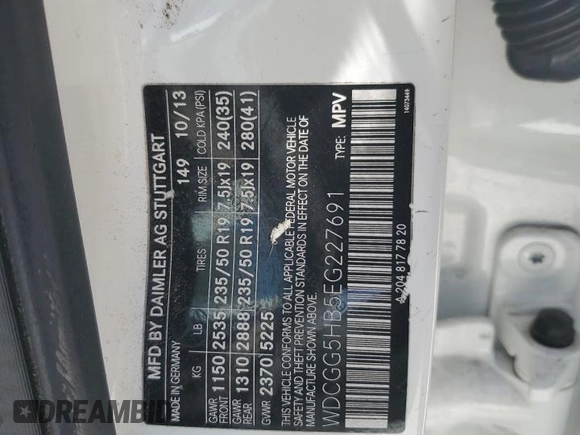 MFD BY DAIMLER AG STUTTGART
MADE IN GERMANY 149 10/13
KG LB TIRES RIM SIZE COLD KPA (PSI)
GAWR FRONT 1150 2535 235/50 R19 7.5Jx19 240(35)
GAWR REAR 1310 2888 235/50 R19 7.5Jx19 280(41)
GVWR 2370 5225
THIS VEHICLE CONFORMS TO ALL APPLICABLE FEDERAL MOTOR VEHICLE
SAFETY AND THEFT PREVENTION STANDARDS IN EFFECT ON THE DATE OF
MANUFACTURE SHOWN ABOVE.
WDCGG5HB5EG227691 TYPE: MPV
204 817 78 20
14073449
DREAMBID